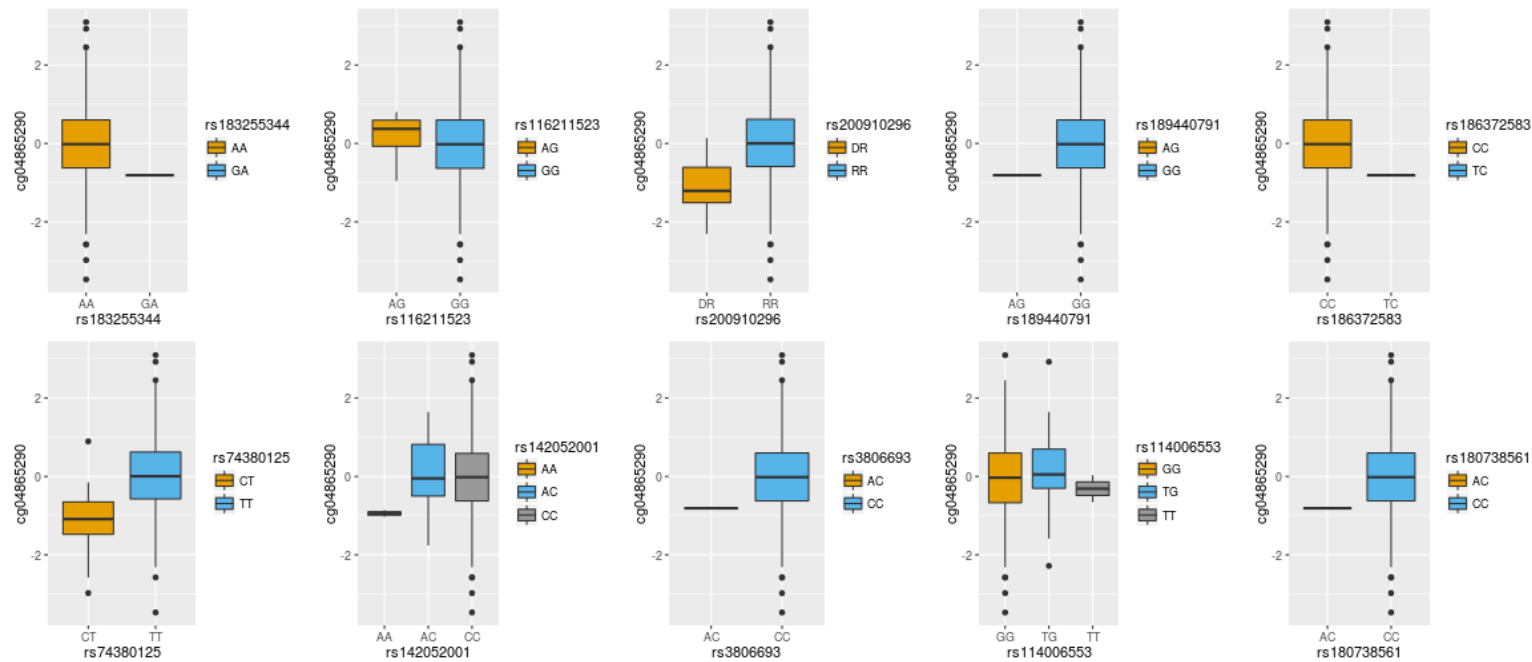 cg04865290
2
0
-2
AA GA
rs183255344
rs183255344
AA
GA
cg04865290
2
0
-2
AG GG
rs116211523
rs116211523
AG
GG
cg04865290
2
0
-2
DR RR
rs200910296
rs200910296
DR
RR
cg04865290
2
0
-2
AG GG
rs189440791
rs189440791
AG
GG
cg04865290
2
0
-2
CC TC
rs186372583
rs186372583
CC
TC
cg04865290
2
0
-2
CT TT
rs74380125
rs74380125
CT
TT
cg04865290
2
0
-2
AA AC CC
rs142052001
rs142052001
AA
AC
CC
cg04865290
2
0
-2
AC CC
rs3806693
rs3806693
AC
CC
cg04865290
2
0
-2
GG TG TT
rs114006553
rs114006553
GG
TG
TT
cg04865290
2
0
-2
AC CC
rs180738561
rs180738561
AC
CC